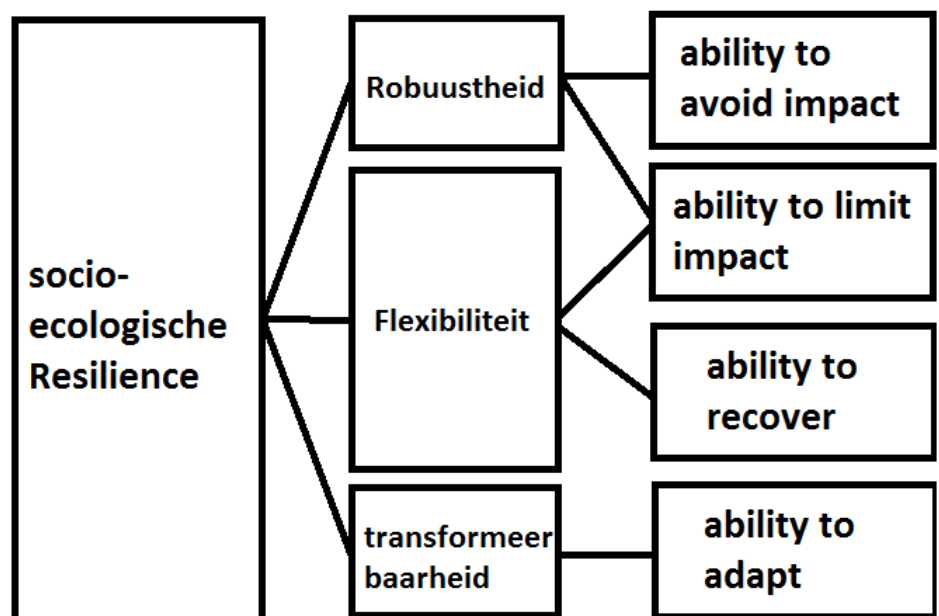 socio-
ecologische
Resilience
Robuustheid
Flexibiliteit
transformeer
baarheid
ability to
avoid impact
ability to limit
impact
ability to
recover
ability to
adapt